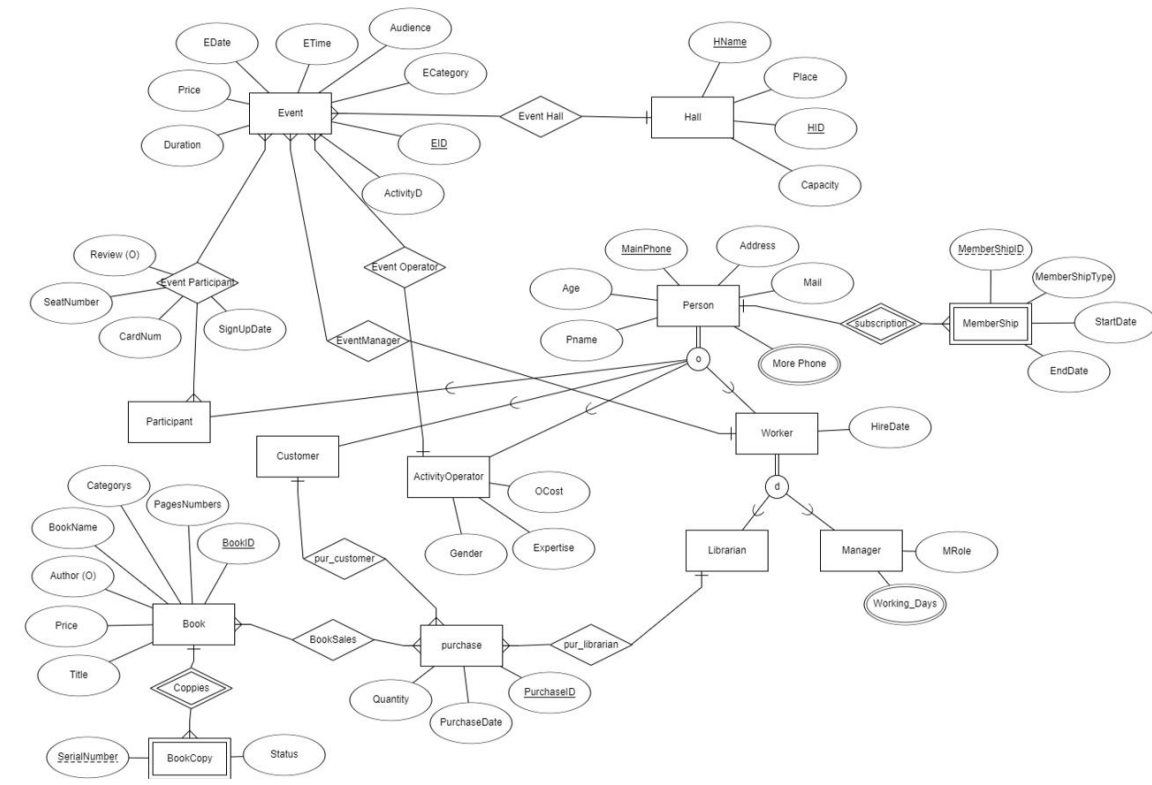 Audience
EDate
ETime
HName
ECategory
Place
Price
Event
Event Hall
Hall
HID
Duration
EID
ActivityD
Capacity
MainPhone
Address
MemberShipID
Review (O)
Event Operator
MemberShipType
Event Participant
Mail
Age
SeatNumber
Person
subscription
MemberShip
StartDate
SignUpDate
CardNum
EventManager
Pname
More Phone
o
EndDate
Participant
Worker
HireDate
Customer
ActivityOperator
Categorys
OCost
d
PagesNumbers
BookName
BookID
Gender
Expertise
Librarian
Manager
MRole
pur_customer
Author (O)
Working_Days
Price
Book
BookSales
purchase
pur_librarian
Title
Coppies
Quantity
PurchaseID
PurchaseDate
SerialNumber
BookCopy
Status